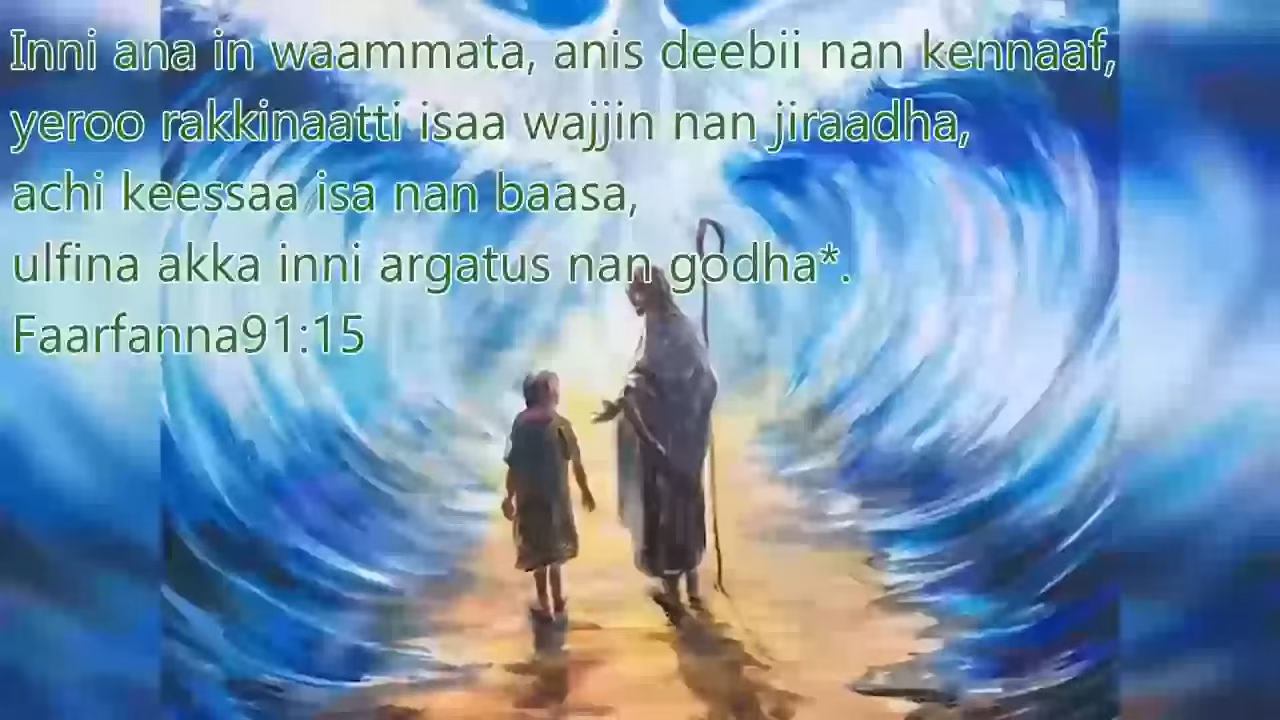 Inni ana in waammata, anis deebii nan kennaaf,
yeroo rakkinaatti isaa wajjin nan jiraadha,
achi keessaa isa nan baasa,
ulfina akka inni argatus nan godha*.
Faarfanna91:15